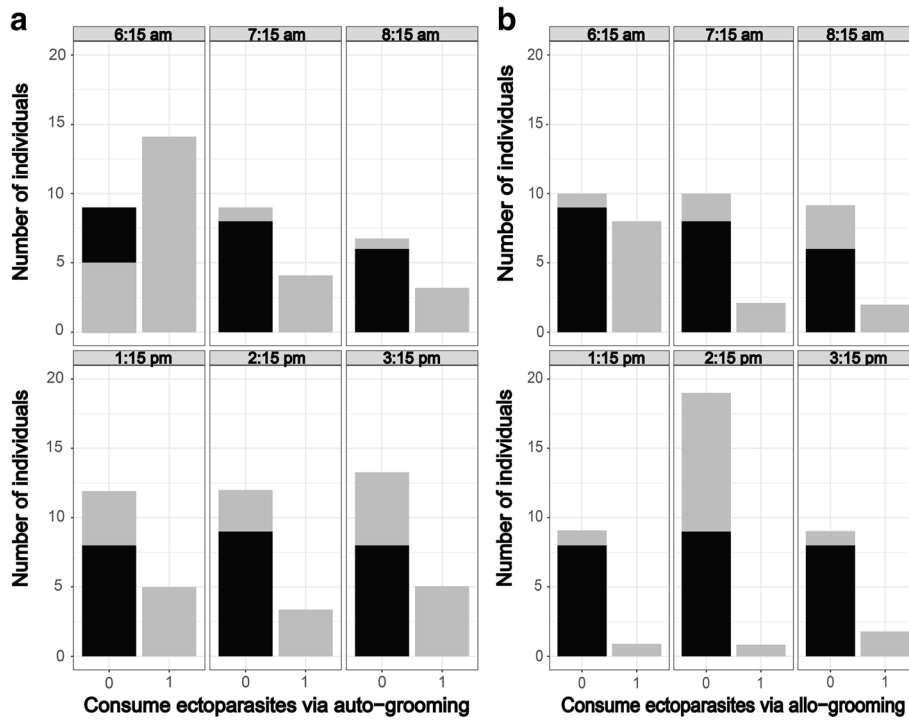 a
6:15 am 7:15 am 8:15 am
20
15
10
5
0
Number of individuals
1:15 pm 2:15 pm 3:15 pm
20
15
10
5
0
Number of individuals
0 1 0 1 0 1
Consume ectoparasites via auto-grooming
b
6:15 am 7:15 am 8:15 am
20
15
10
5
0
Number of individuals
1:15 pm 2:15 pm 3:15 pm
20
15
10
5
0
Number of individuals
0 1 0 1 0 1
Consume ectoparasites via allo-grooming